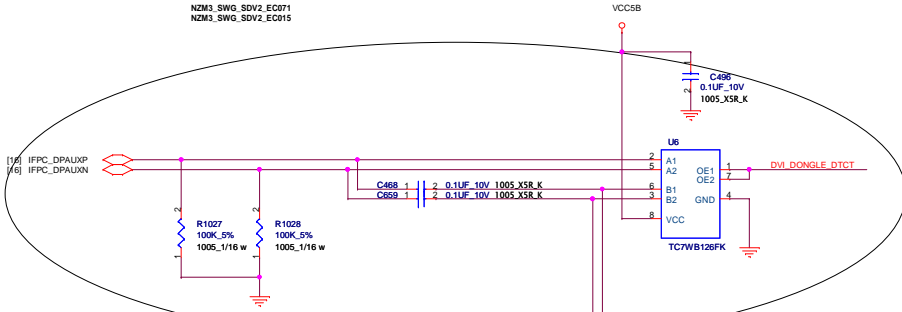 NZM3_SWG_SDV2_EC071
NZM3_SWG_SDV2_EC015
VCC5B
1
C496
0.1UF_10V
2
1005_X5R_K
U6
[16] IFPC_DPAUXP
[16] IFPC_DPAUXN
2 A1
5 A2
OE1 1
OE2 7
DVI_DONGLE_DTCT
C468 1 2 0.1UF_10V 1005_X5R_K
C659 1 2 0.1UF_10V 1005_X5R_K
6 B1
3 B2
GND 4
8 VCC
TC7WB126FK
2 R1027
100K_5%
1 1005_1/16 w
2 R1028
100K_5%
1 1005_1/16 w